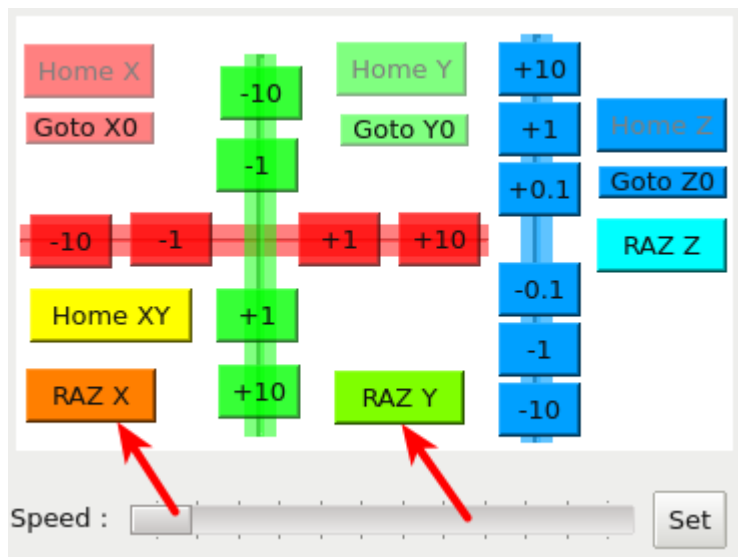 Home X
Home Y
+10
-10
Goto X0
Goto Y0
+1
Home Z
-1
+0.1
Goto Z0
-10
-1
+1
+10
RAZ Z
-0.1
Home XY
+1
-1
RAZ X
+10
RAZ Y
-10
Speed :
Set